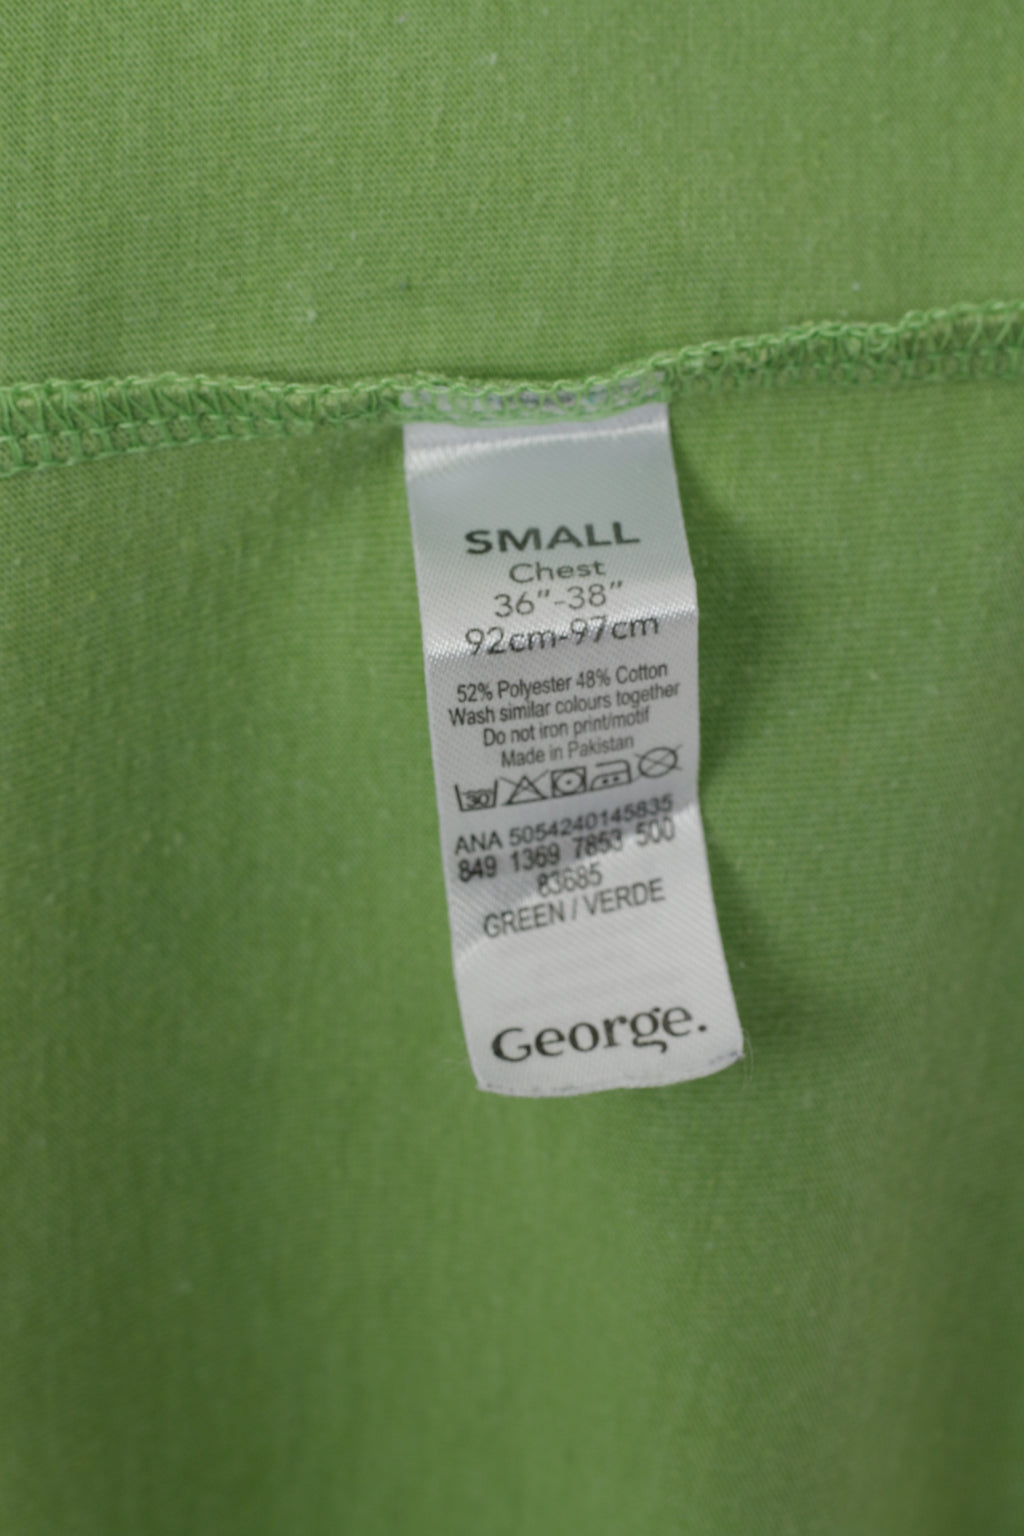 SMALL
Chest
36”-38”
92cm-97cm
52% Polyester 48% Cotton
Wash similar colours together
Do not iron print/motif
Made in Pakistan
30
ANA 5054240145835
849 1369 7853 500
83685
GREEN / VERDE
George.